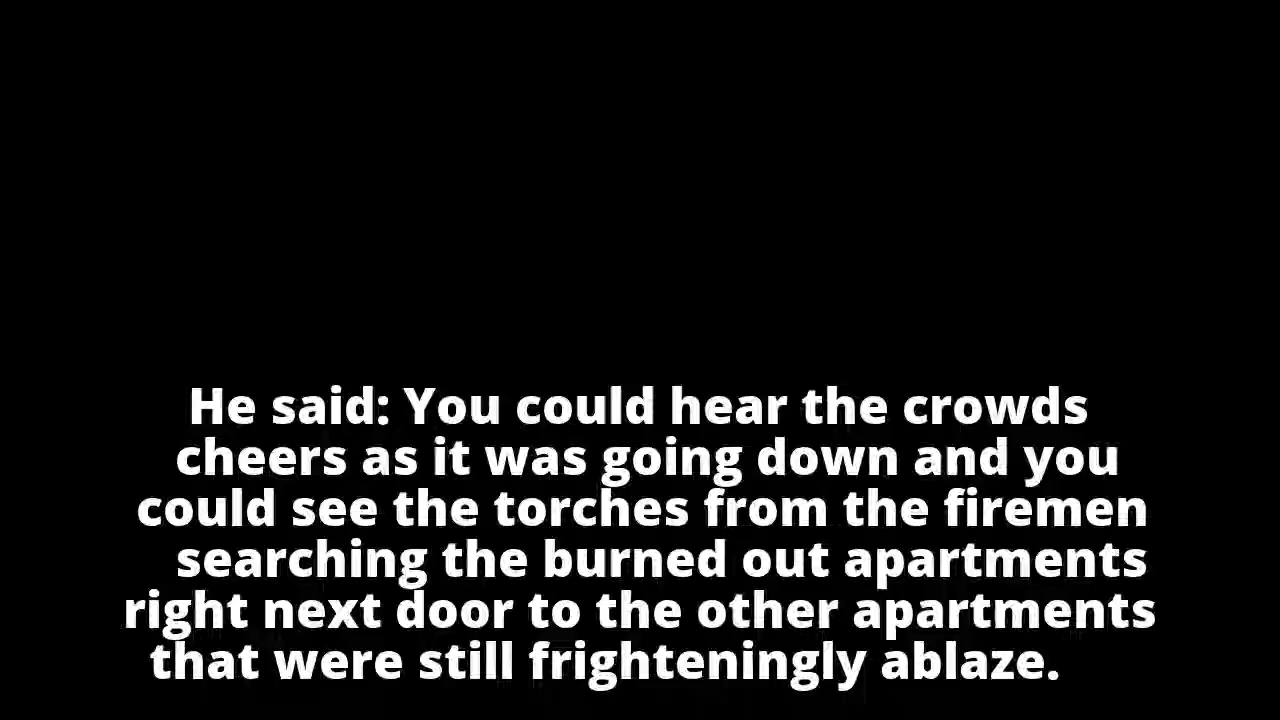 He said: You could hear the crowds
cheers as it was going down and you
could see the torches from the firemen
searching the burned out apartments
right next door to the other apartments
that were still frighteningly ablaze.